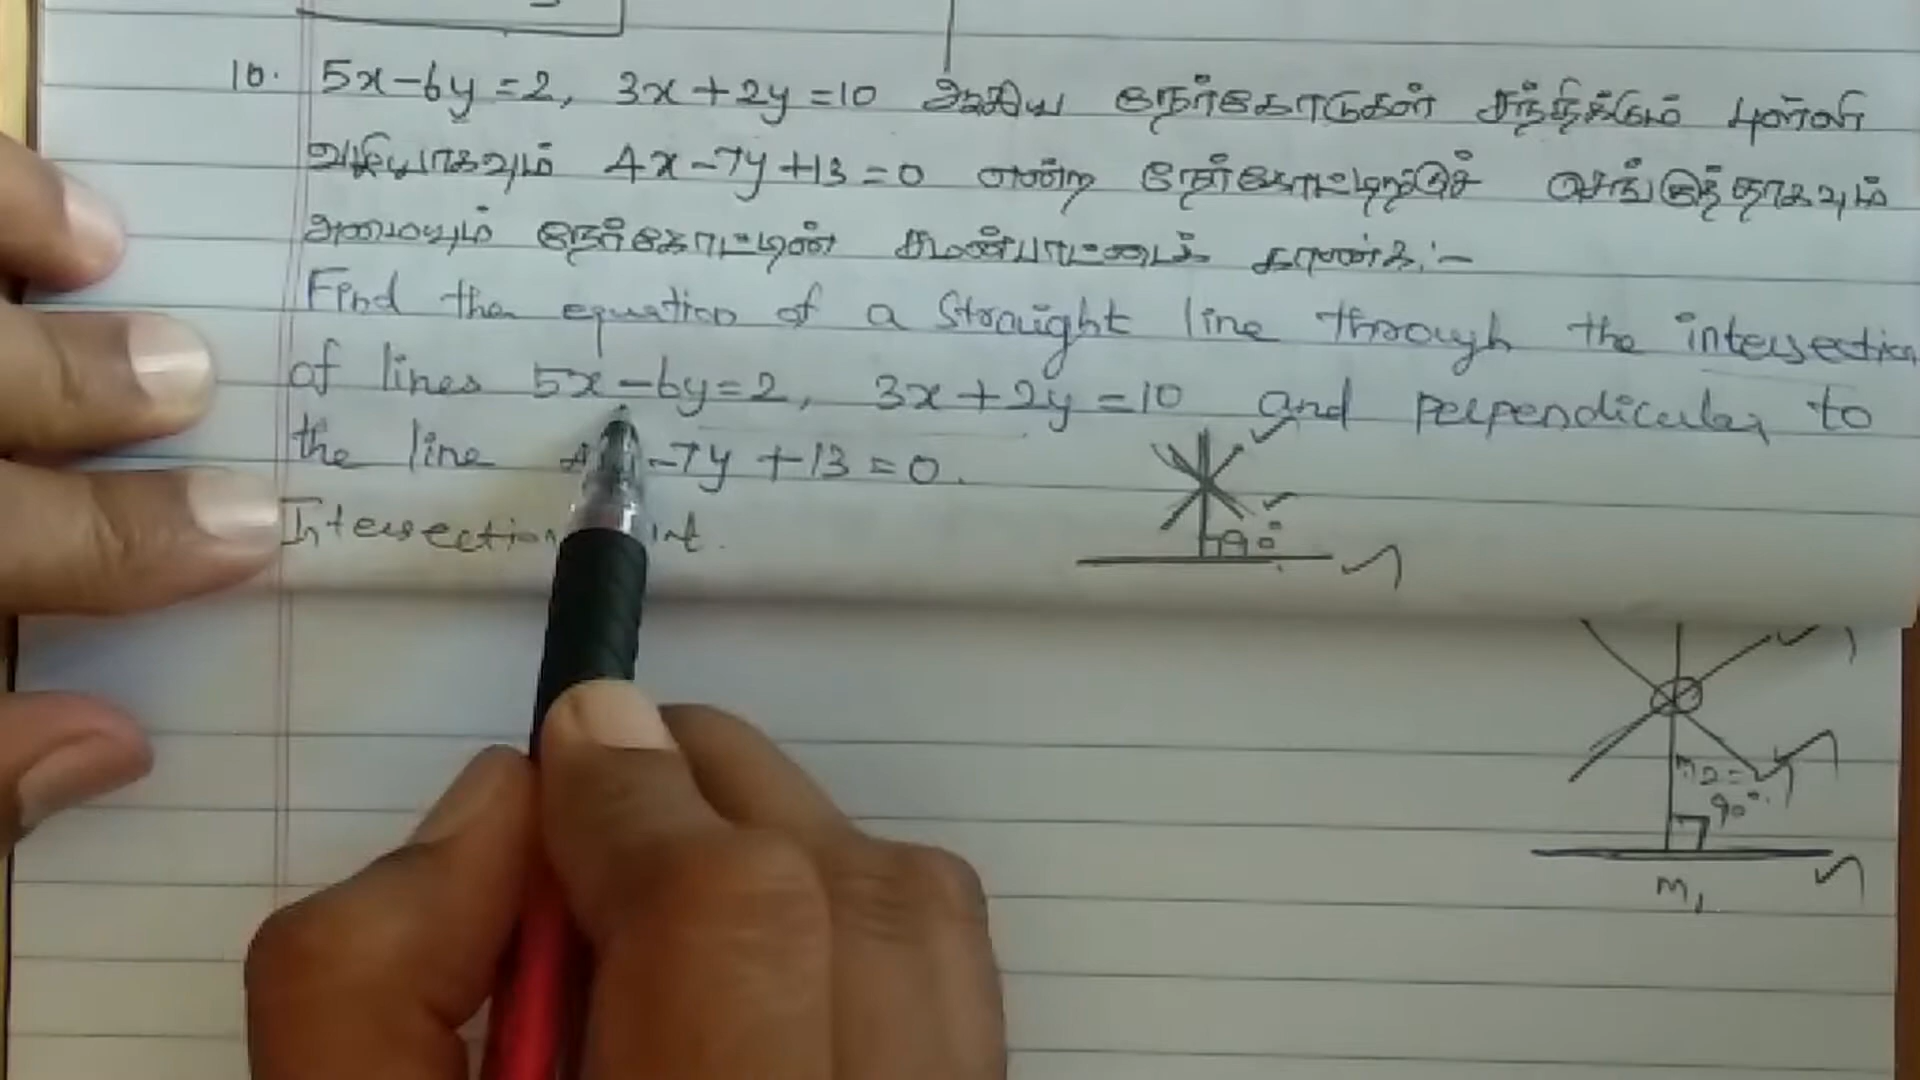 10. 5x-6y=2, 3x+2y=10 ஆகிய நேர்கோடுகள் சந்திக்கும் புள்ளி
வழியாகவும் 4x-7y+13=0 என்ற நேர்கோட்டிற்குச் செங்குத்தாகவும்
அமையும் நேர்கோட்டின் சமன்பாட்டைக் காண்க:-
Find the equation of a Straight line through the intersection
of lines 5x-6y=2, 3x+2y=10 and perpendicular to
the line -7y+13=0.
90°
Intersection
m2=
90°
m1